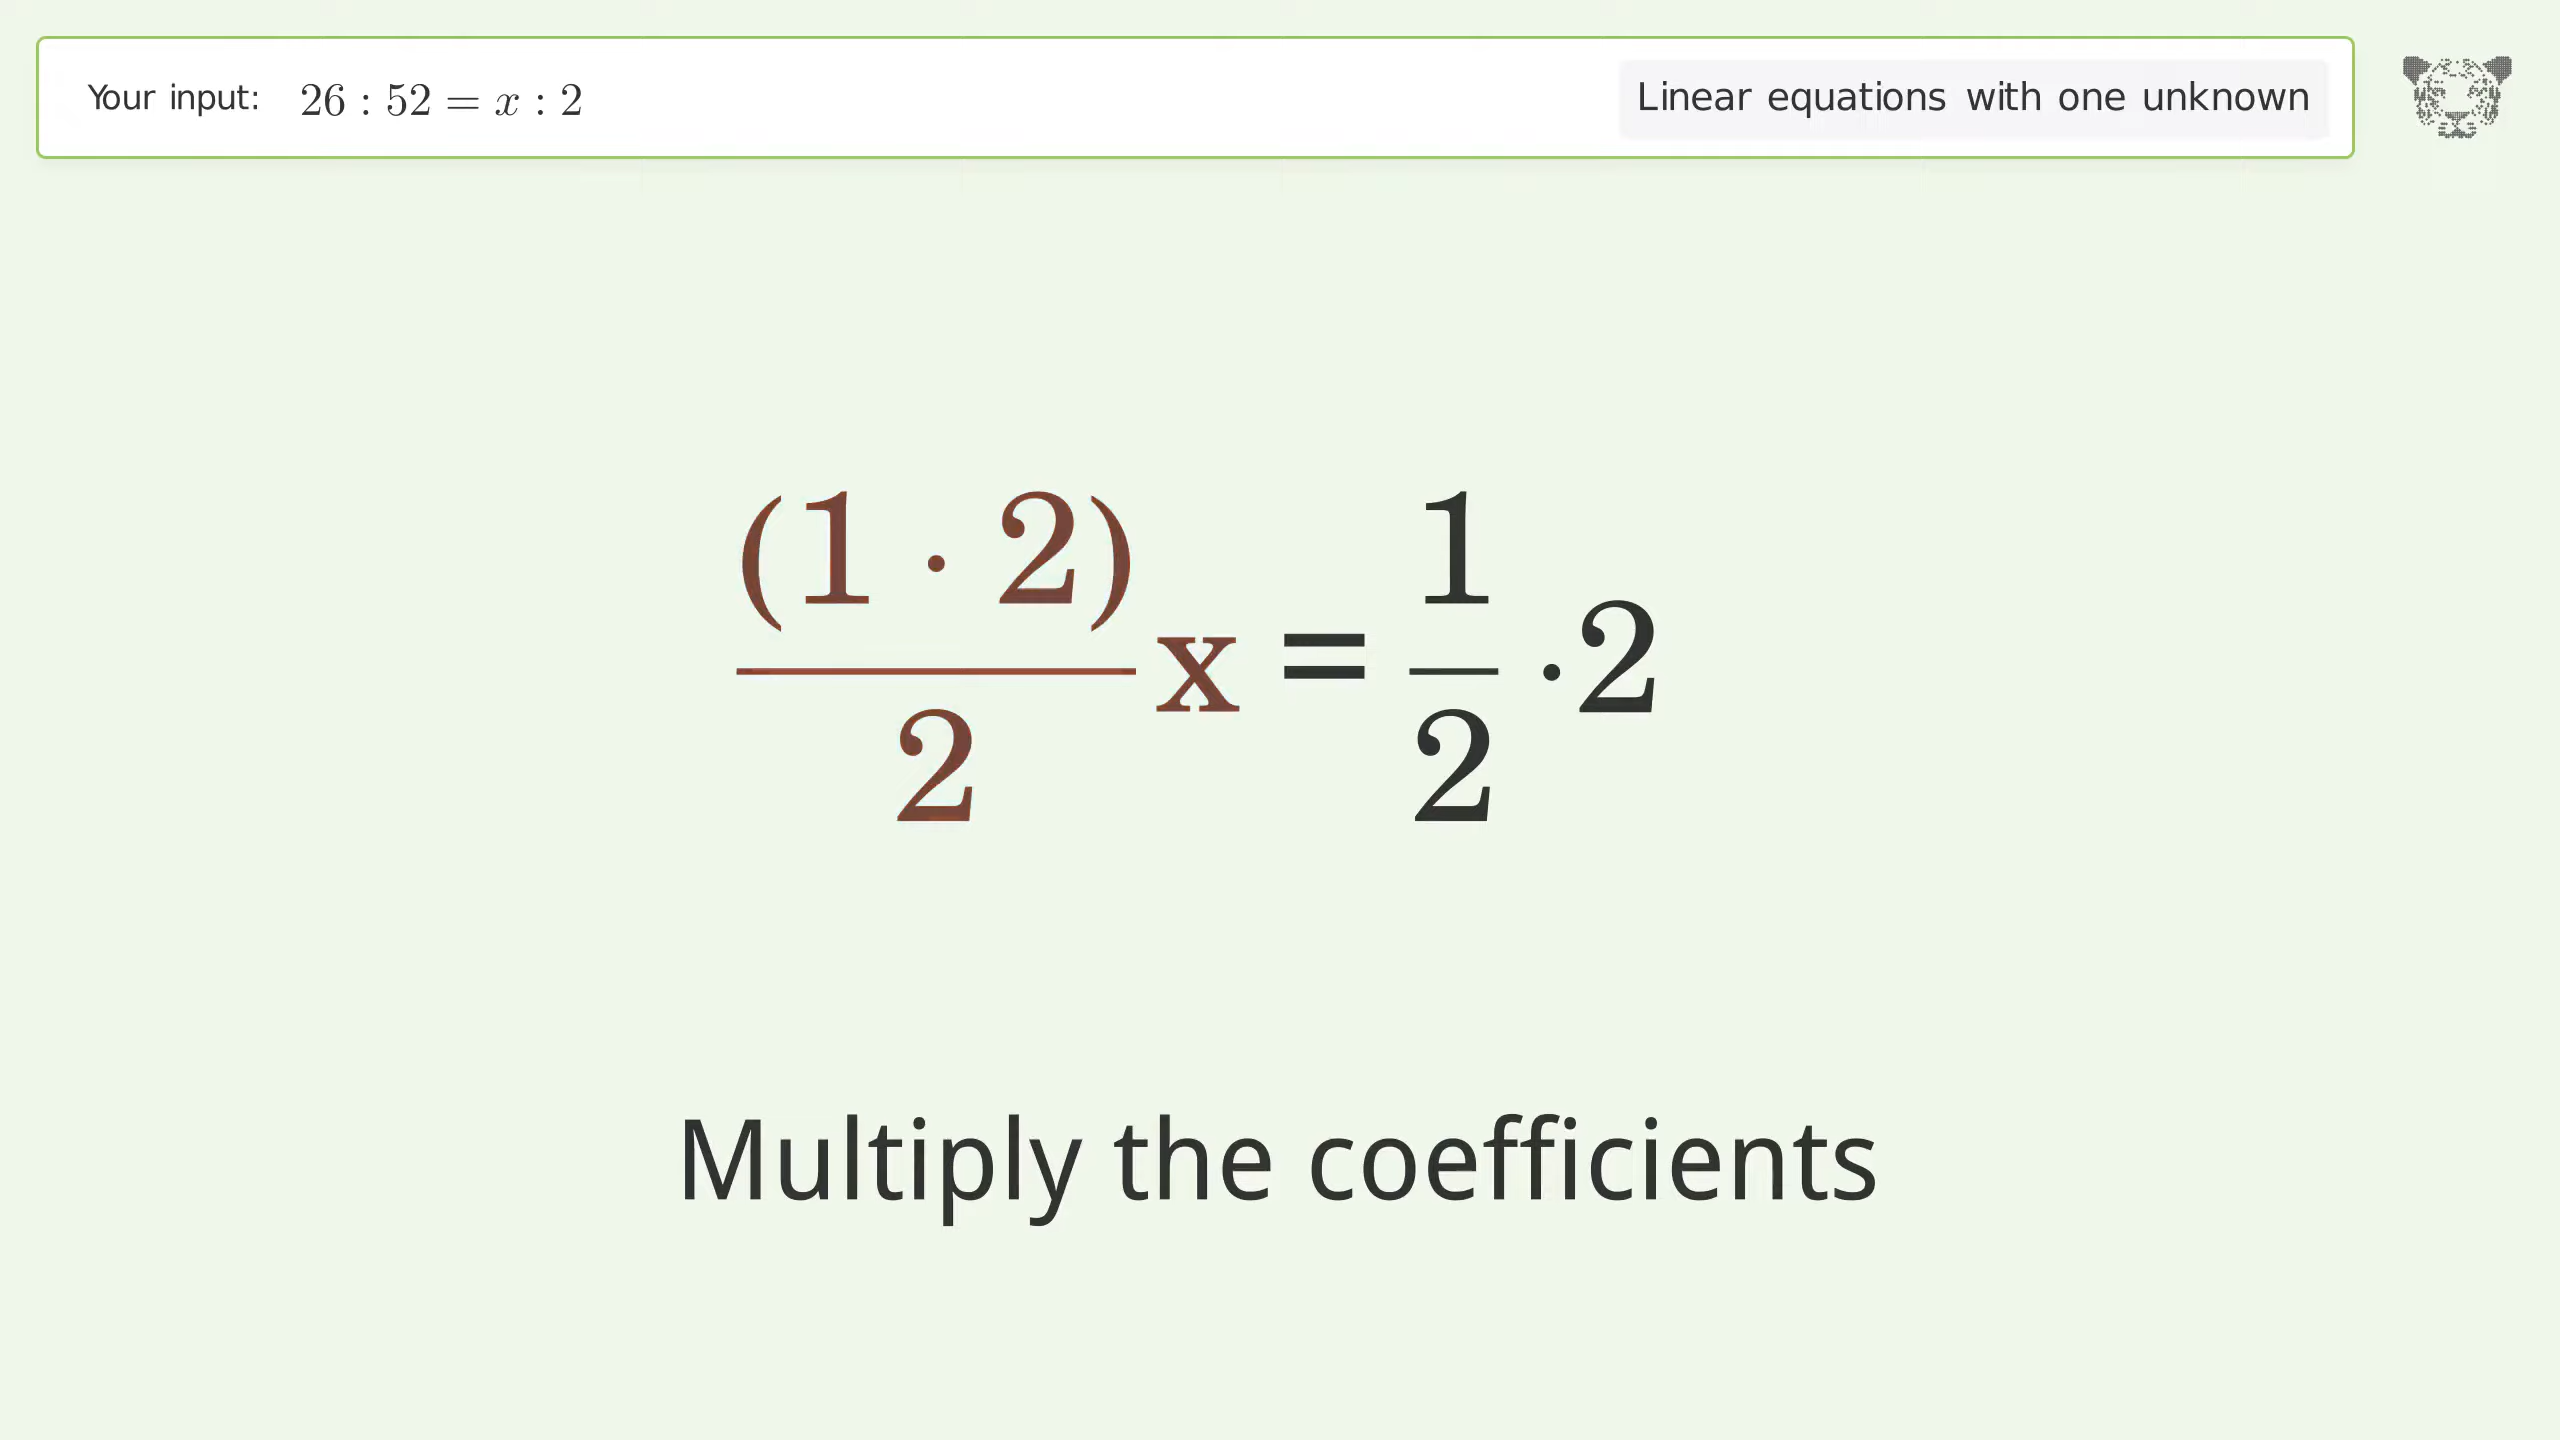 Your input: 26 : 52 = x : 2
Linear equations with one unknown
(1 · 2)/2 x = 1/2 · 2
Multiply the coefficients